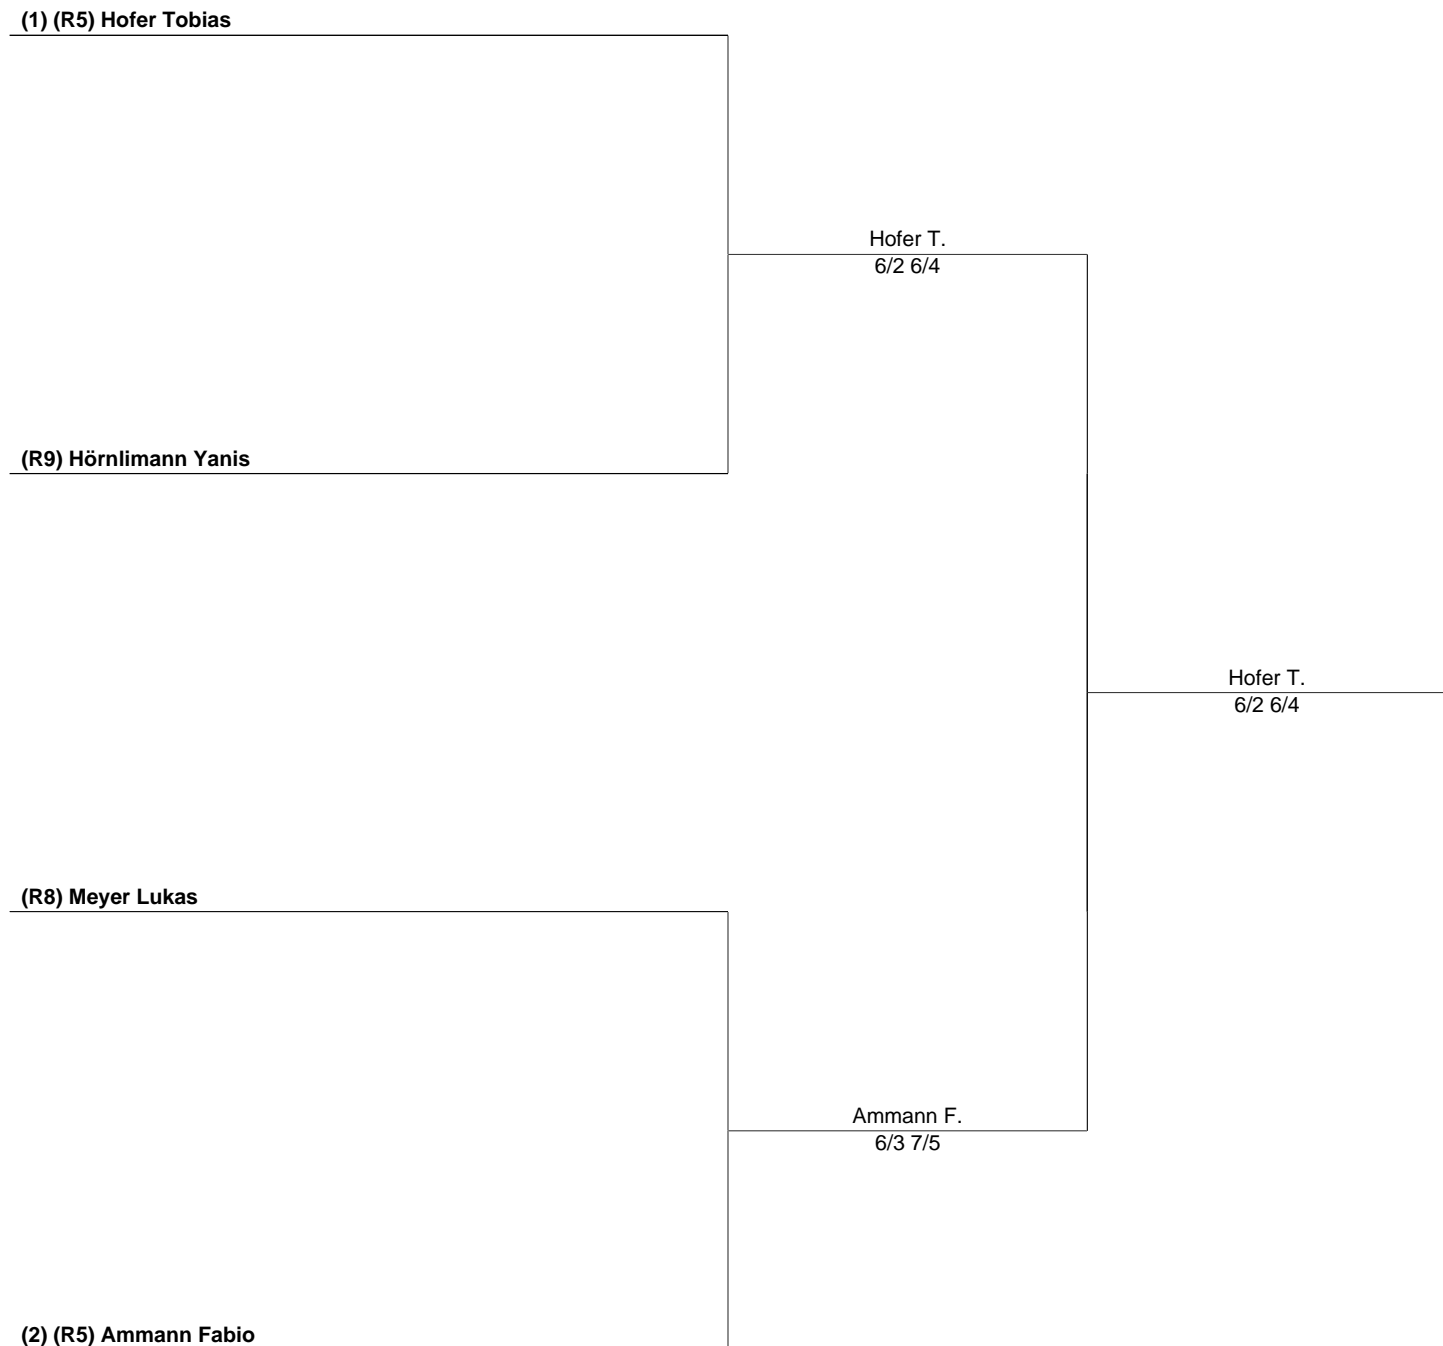 (1) (R5) Hofer Tobias
Hofer T.
6/2 6/4
(R9) Hörnlimann Yanis
Hofer T.
6/2 6/4
(R8) Meyer Lukas
Ammann F.
6/3 7/5
(2) (R5) Ammann Fabio